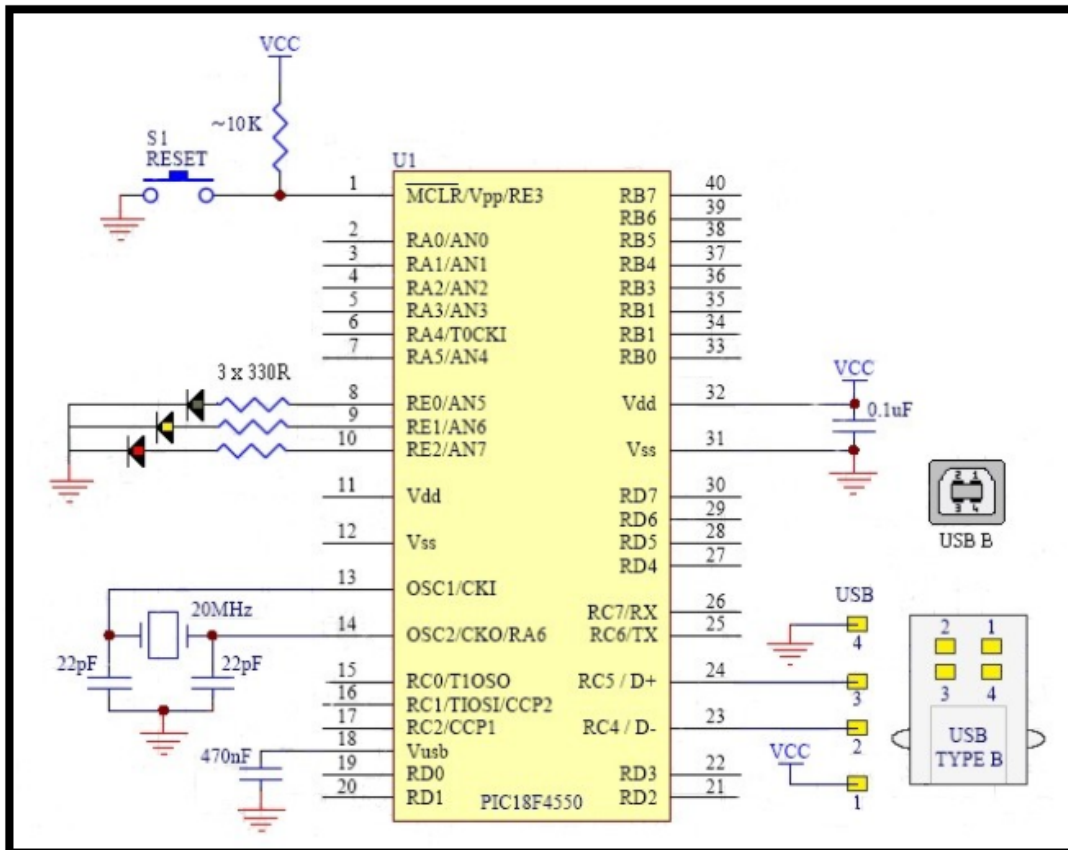 VCC
~10K
S1
RESET
U1
1 MCLR/Vpp/RE3
2 RA0/AN0
3 RA1/AN1
4 RA2/AN2
5 RA3/AN3
6 RA4/T0CKI
7 RA5/AN4
3 x 330R
8 RE0/AN5
9 RE1/AN6
10 RE2/AN7
11 Vdd
12 Vss
13 OSC1/CKI
20MHz
14 OSC2/CKO/RA6
22pF 22pF
15 RC0/T1OSO
16 RC1/TIOSI/CCP2
17 RC2/CCP1
18 Vusb
470nF
19 RD0
20 RD1
PIC18F4550
RB7 40
RB6 39
RB5 38
RB4 37
RB3 36
RB1 35
RB1 34
RB0 33
VCC
Vdd 32
0.1uF
Vss 31
RD7 30
RD6 29
RD5 28
RD4 27
RC7/RX 26
RC6/TX 25
RC5 / D+ 24
RC4 / D- 23
RD3 22
RD2 21
2 1
3 4
USB B
USB
4
3
2
VCC
1
2 1
3 4
USB
TYPE B